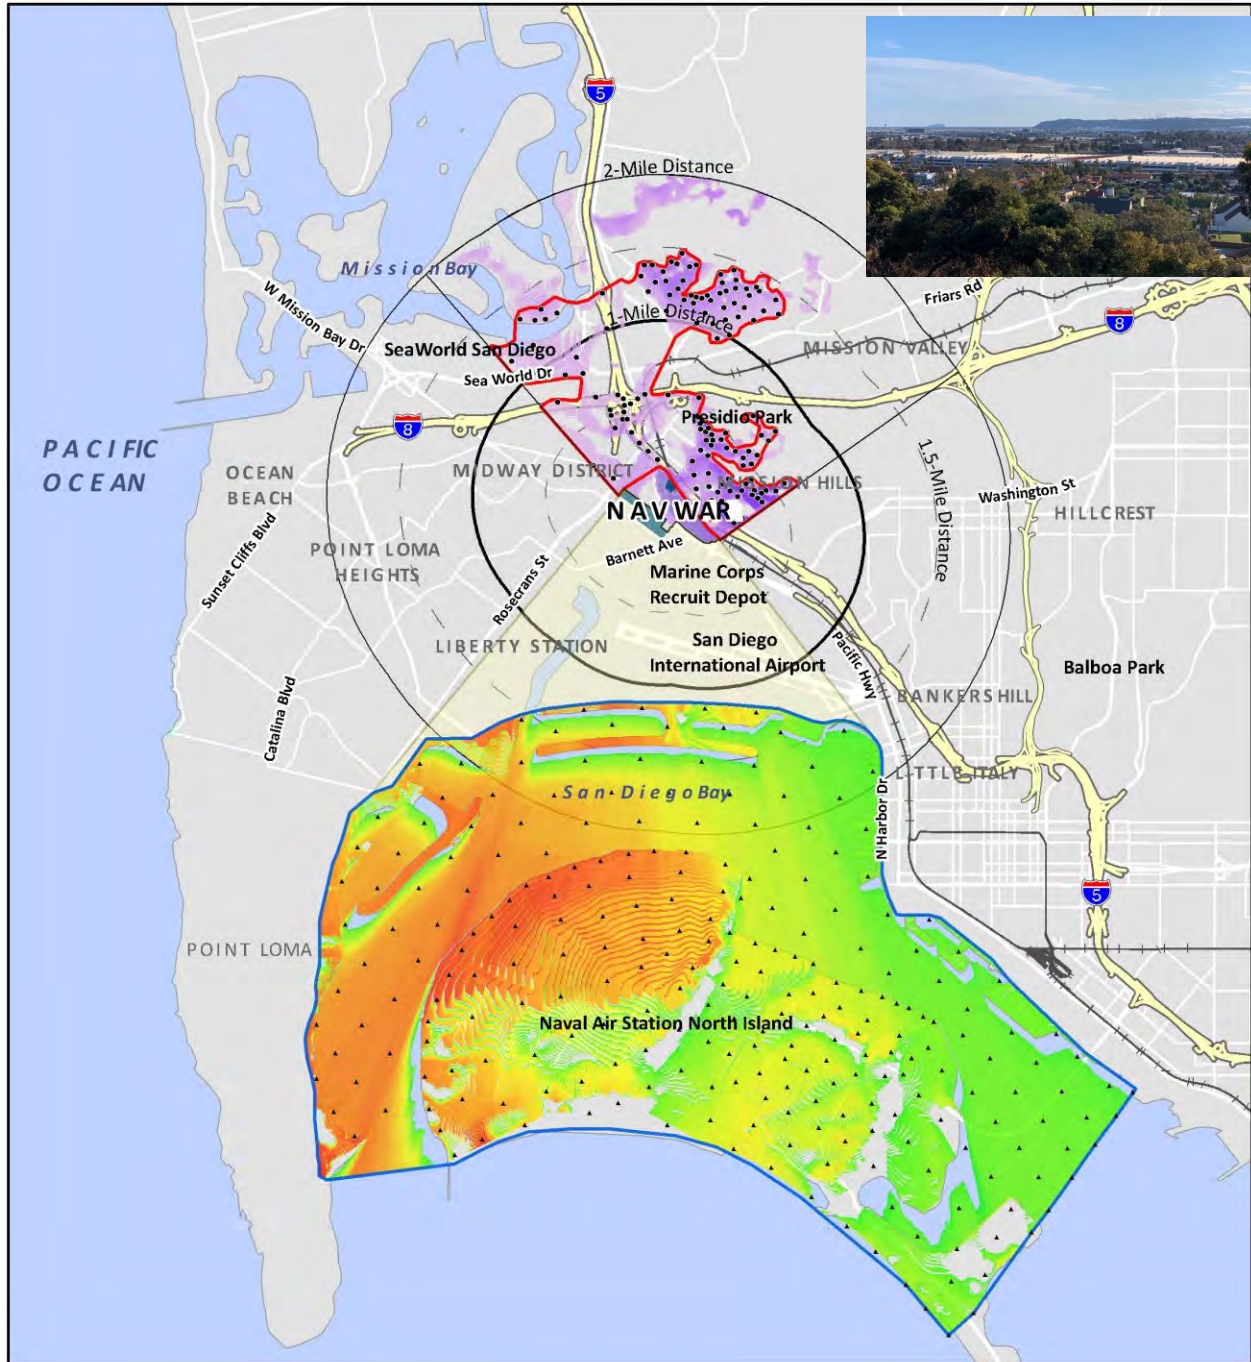 5
2-Mile Distance
Mission Bay
W Mission Bay Dr
1-Mile Distance
Friars Rd
8
MISSION VALLEY
SeaWorld San Diego
Sea World Dr
Presidio Park
8
PACIFIC
OCEAN
OCEAN
BEACH
MIDWAY DISTRICT
MISSION HILLS
1.5-Mile Distance
Washington St
HILLCREST
NAVWAR
Sunset Cliffs Blvd
POINT LOMA
HEIGHTS
Barnett Ave
Rosecrans St
Marine Corps
Recruit Depot
LIBERTY STATION
San Diego
International Airport
Pacific Hwy
Balboa Park
BANKERS HILL
Catalina Blvd
LITTLE ITALY
San Diego Bay
N Harbor Dr
5
POINT LOMA
Naval Air Station North Island